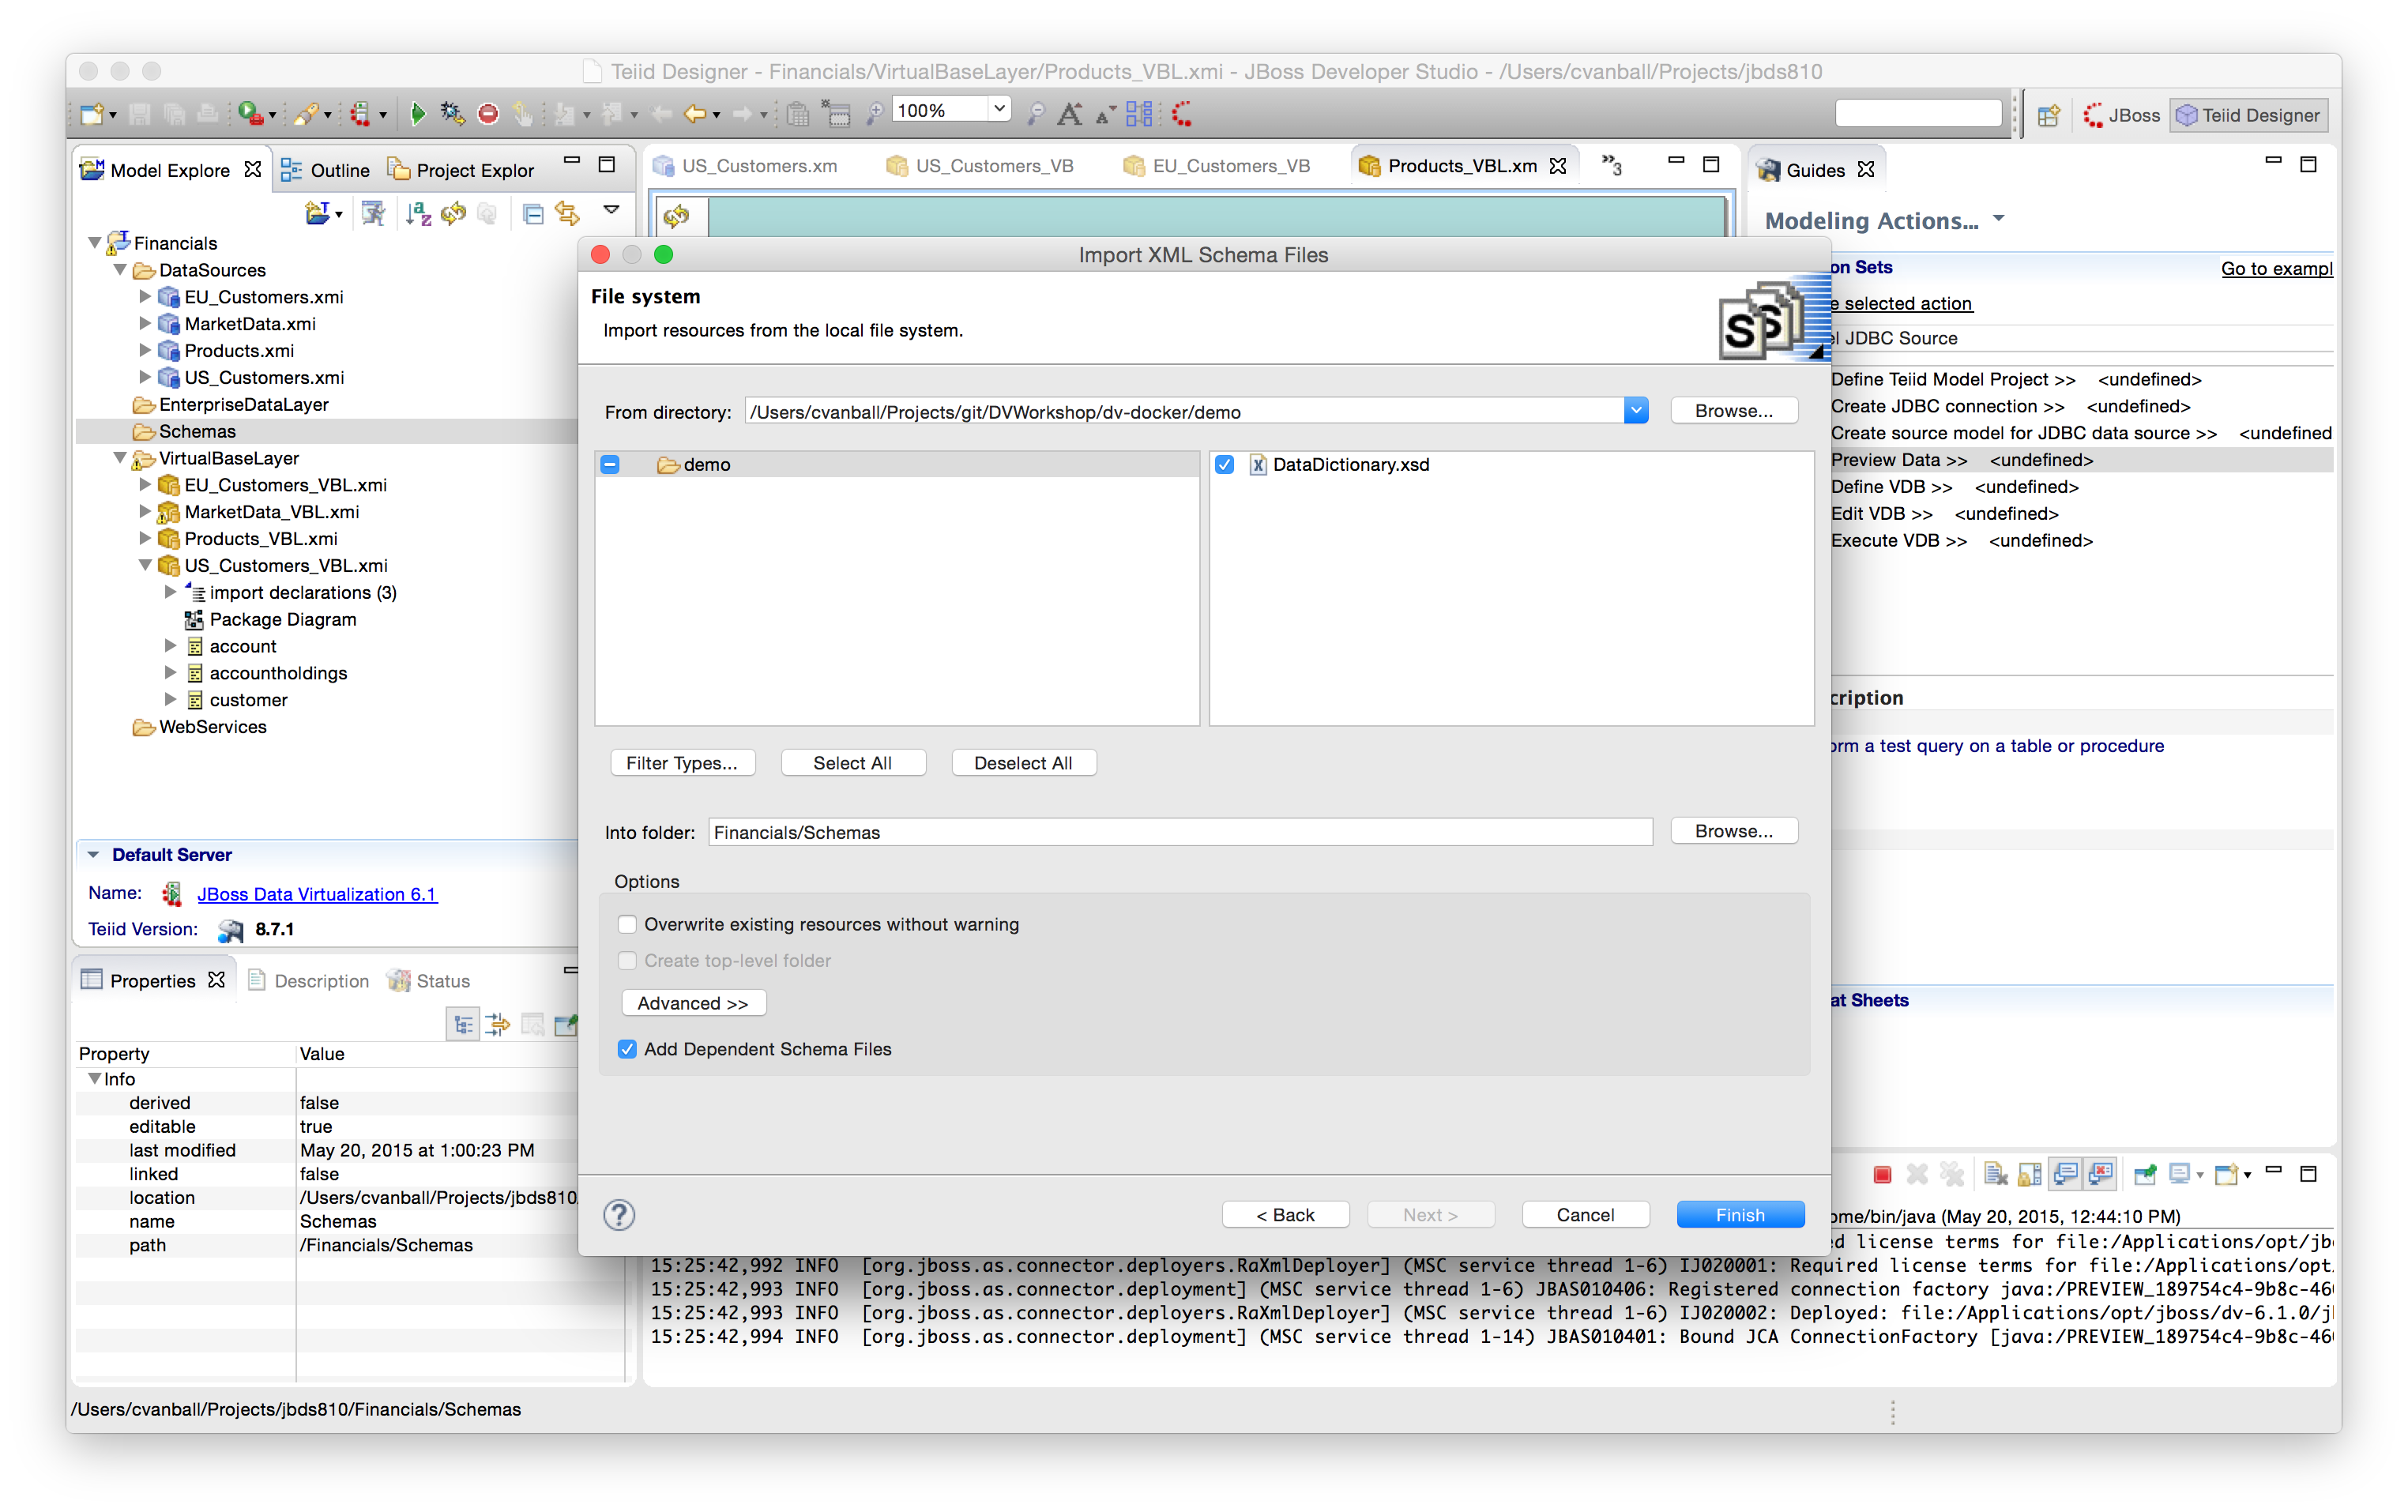 Teiid Designer - Financials/VirtualBaseLayer/Products_VBL.xmi - JBoss Developer Studio - /Users/cvanball/Projects/jbds810
100%
JBoss
Teiid Designer
Model Explore
Outline
Project Explor
US_Customers.xm
US_Customers_VB
EU_Customers_VB
Products_VBL.xm
»3
Guides
Modeling Actions...
Financials
DataSources
EU_Customers.xmi
MarketData.xmi
Products.xmi
US_Customers.xmi
EnterpriseDataLayer
Schemas
VirtualBaseLayer
EU_Customers_VBL.xmi
MarketData_VBL.xmi
Products_VBL.xmi
US_Customers_VBL.xmi
import declarations (3)
Package Diagram
account
accountholdings
customer
WebServices
Default Server
Name: JBoss Data Virtualization 6.1
Teiid Version: 8.7.1
Properties
Description
Status
Property Value
Info
derived false
editable true
last modified May 20, 2015 at 1:00:23 PM
linked false
location /Users/cvanball/Projects/jbds810
name Schemas
path /Financials/Schemas
Import XML Schema Files
File system
Import resources from the local file system.
From directory: /Users/cvanball/Projects/git/DVWorkshop/dv-docker/demo Browse...
demo
DataDictionary.xsd
Filter Types... Select All Deselect All
Into folder: Financials/Schemas Browse...
Options
Overwrite existing resources without warning
Create top-level folder
Advanced >>
Add Dependent Schema Files
? < Back Next > Cancel Finish
on Sets Go to exampl
e selected action
el JDBC Source
Define Teiid Model Project >> <undefined>
Create JDBC connection >> <undefined>
Create source model for JDBC data source >> <undefined
Preview Data >> <undefined>
Define VDB >> <undefined>
Edit VDB >> <undefined>
Execute VDB >> <undefined>
cription
orm a test query on a table or procedure
at Sheets
ome/bin/java (May 20, 2015, 12:44:10 PM)
ed license terms for file:/Applications/opt/jb
15:25:42,992 INFO [org.jboss.as.connector.deployers.RaXmlDeployer] (MSC service thread 1-6) IJ020001: Required license terms for file:/Applications/opt
15:25:42,993 INFO [org.jboss.as.connector.deployment] (MSC service thread 1-6) JBAS010406: Registered connection factory java:/PREVIEW_189754c4-9b8c-46
15:25:42,993 INFO [org.jboss.as.connector.deployers.RaXmlDeployer] (MSC service thread 1-6) IJ020002: Deployed: file:/Applications/opt/jboss/dv-6.1.0/j
15:25:42,994 INFO [org.jboss.as.connector.deployment] (MSC service thread 1-14) JBAS010401: Bound JCA ConnectionFactory [java:/PREVIEW_189754c4-9b8c-46
/Users/cvanball/Projects/jbds810/Financials/Schemas